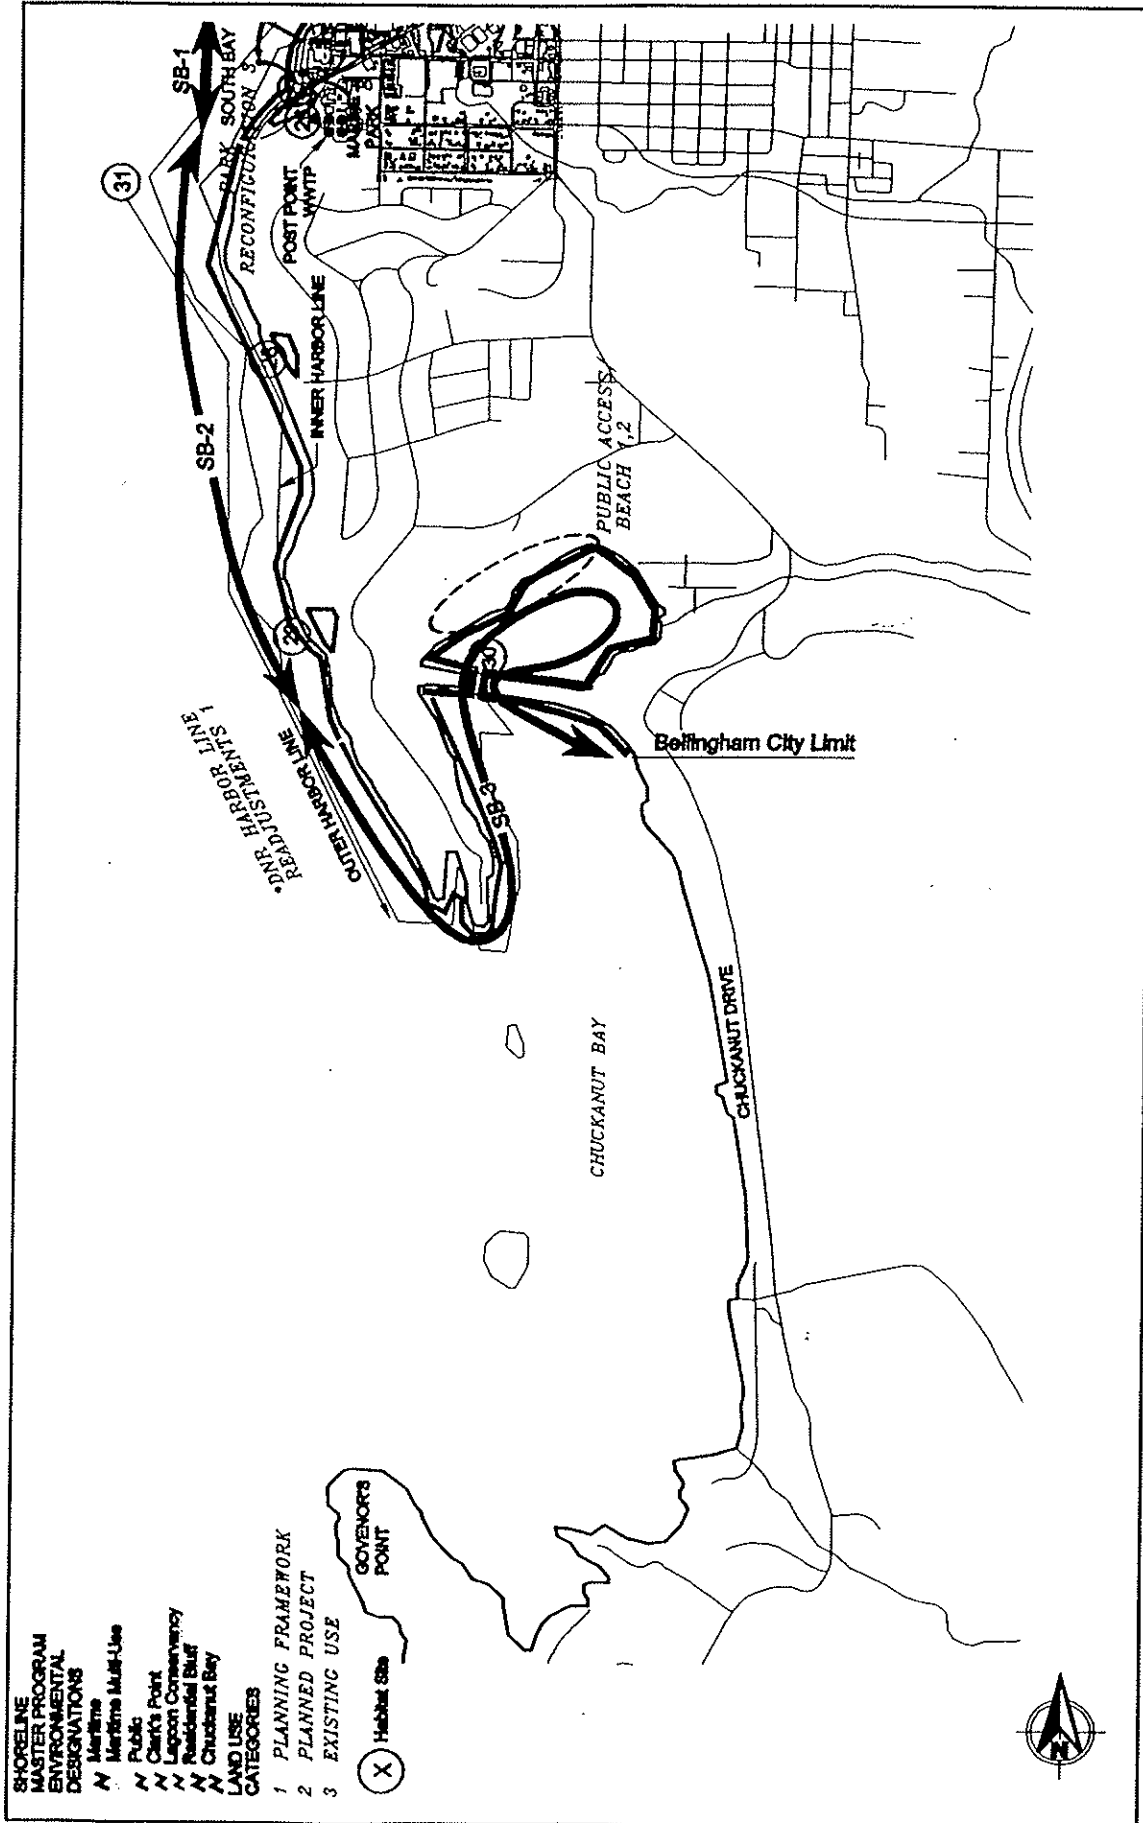 SHORELINE
MASTER PROGRAM
ENVIRONMENTAL
DESIGNATIONS
N Maritime
N Maritime Multi-Use
N Public
N Clark's Point
N Lagoon Conservancy
N Residential Bluff
N Chuckanut Bay
LAND USE
CATEGORIES
1 PLANNING FRAMEWORK
2 PLANNED PROJECT
3 EXISTING USE
X Habitat Site
GOVENOR'S
POINT
CHUCKANUT BAY
CHUCKANUT DRIVE
Bellingham City Limit
*DNR HARBOR LINE
READJUSTMENTS 1
OUTER HARBOR LINE
SB-3
30
29
PUBLIC ACCESS/
BEACH 1,2
SB-2
INNER HARBOR LINE
31
POST POINT
WWTP
PARK
RECONFIGURATION 3
SOUTH BAY
SB-1
MARINE
PARK
N